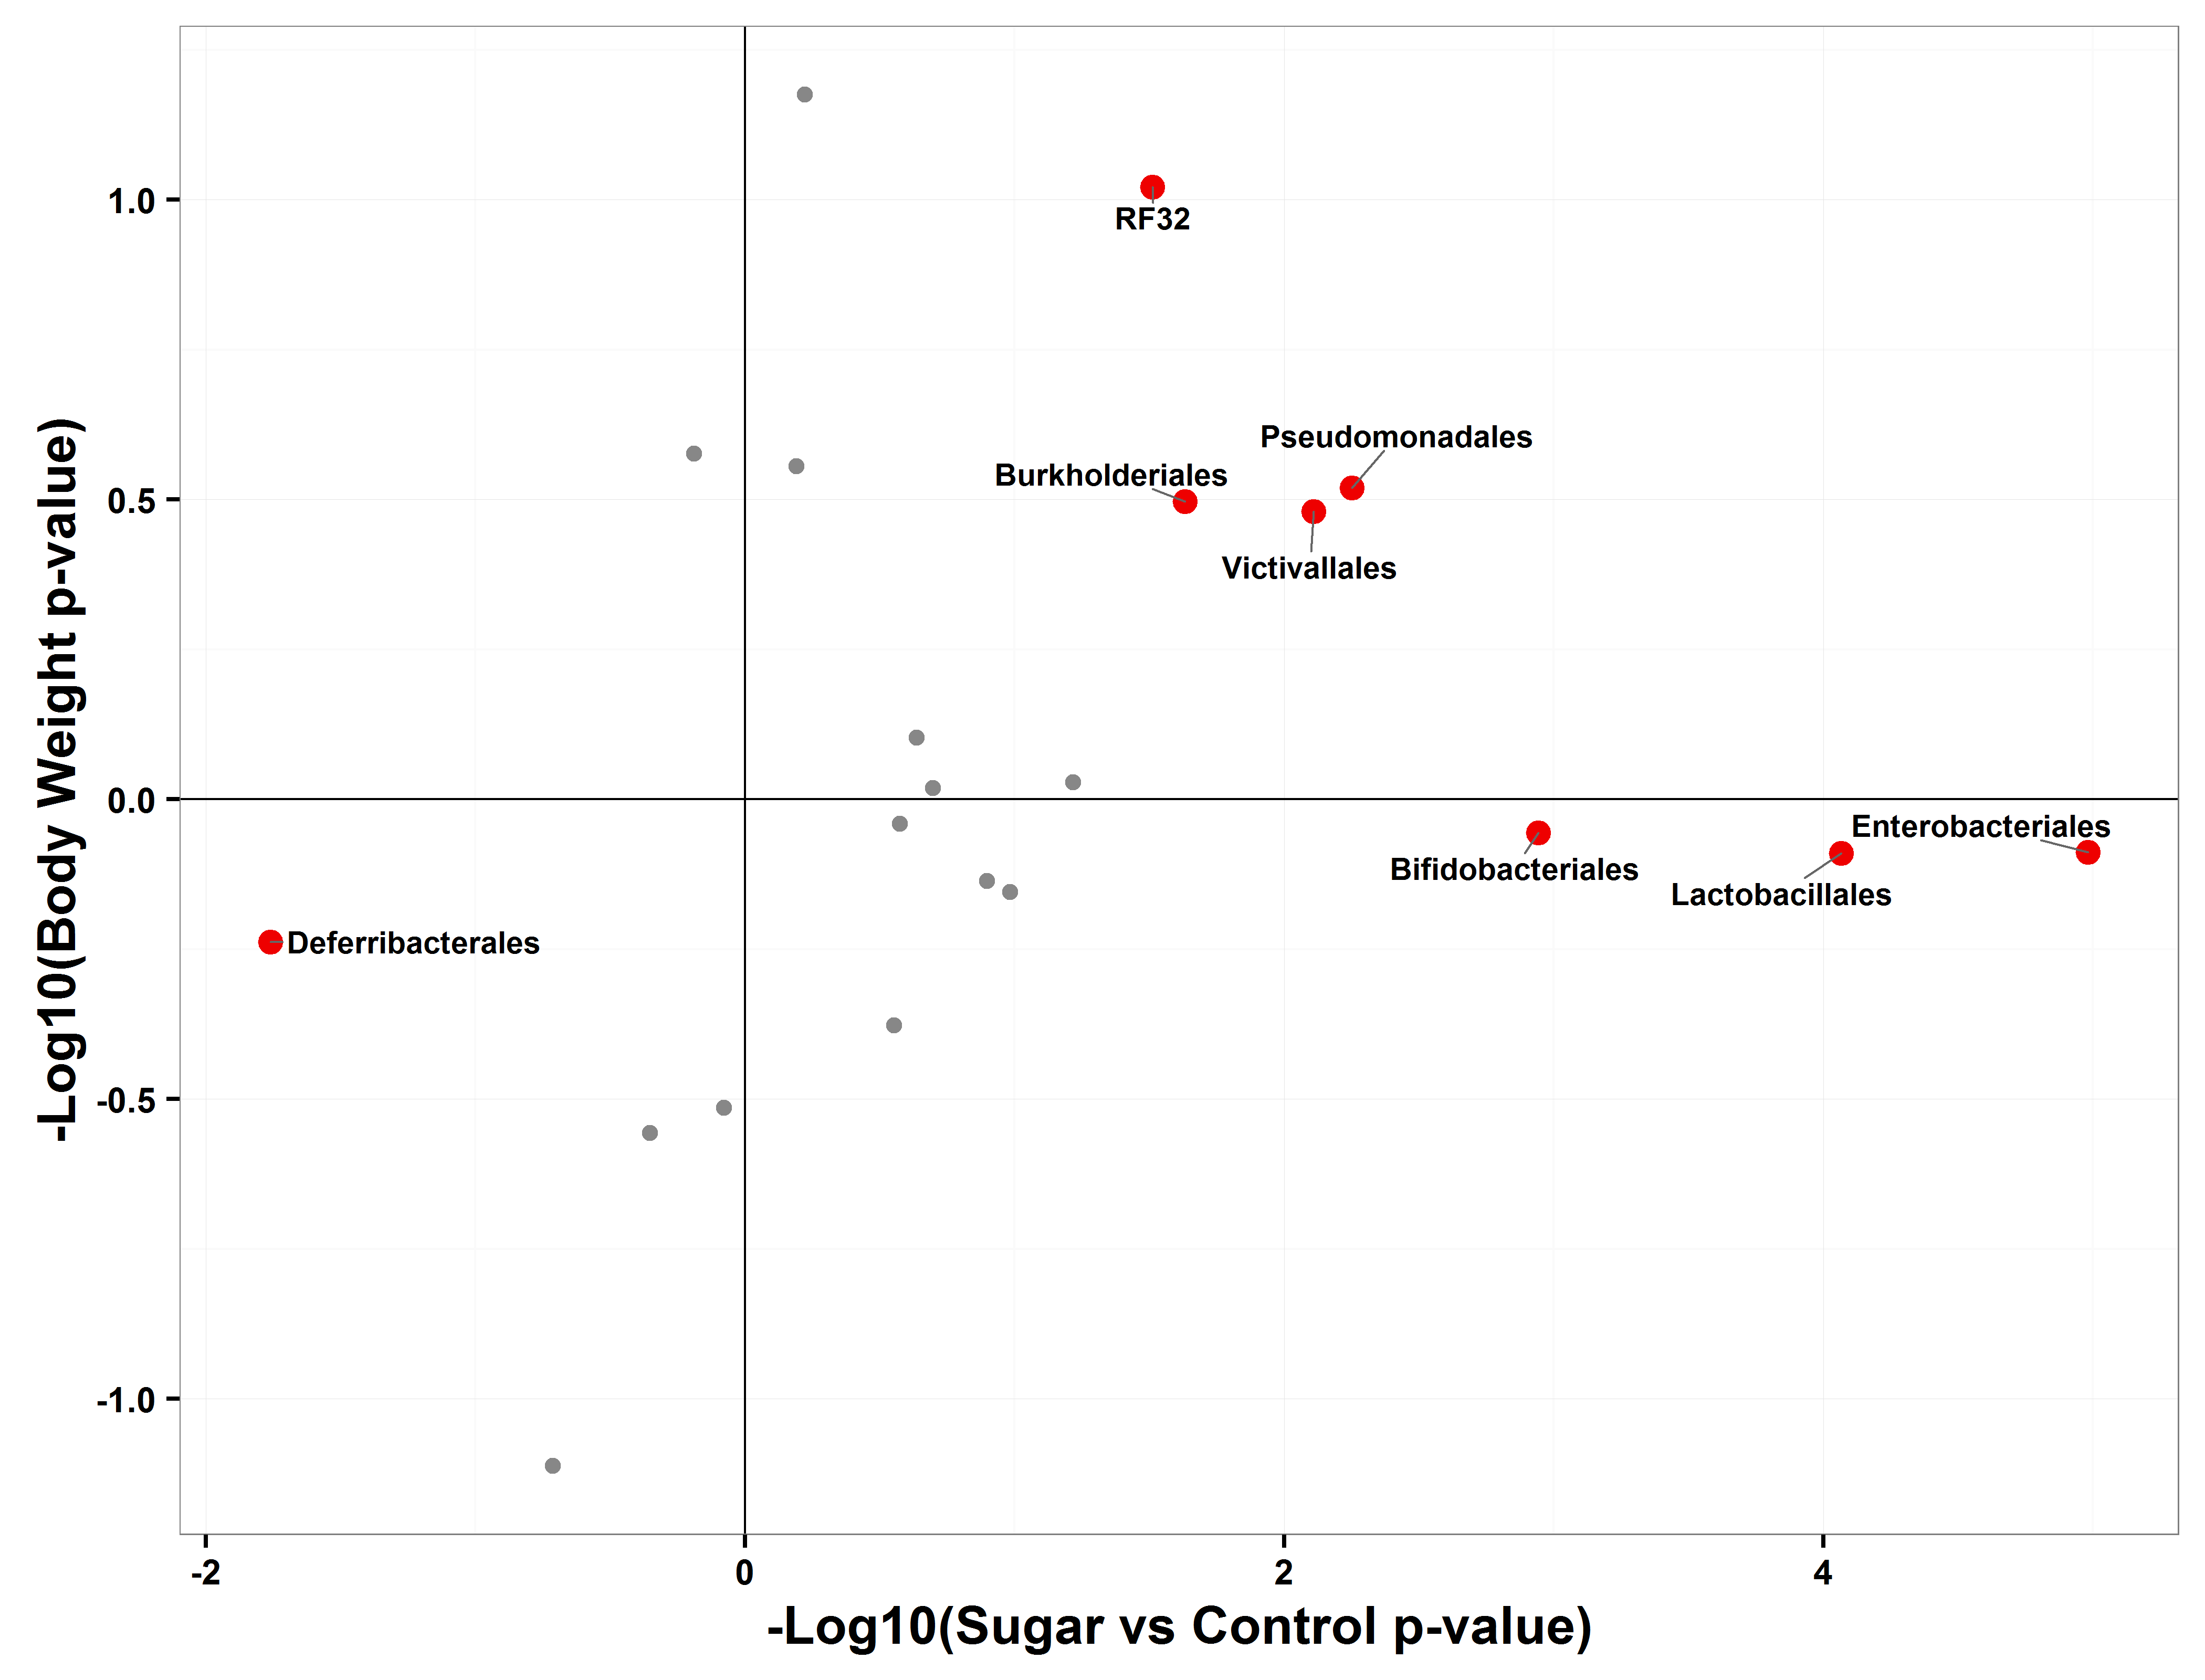 1.0
RF32
Pseudomonadales
Burkholderiales
0.5
Victivallales
0.0
Enterobacteriales
Bifidobacteriales
Lactobacillales
Deferribacterales
-0.5
-1.0
-Log10(Body Weight p-value)
-2 0 2 4
-Log10(Sugar vs Control p-value)